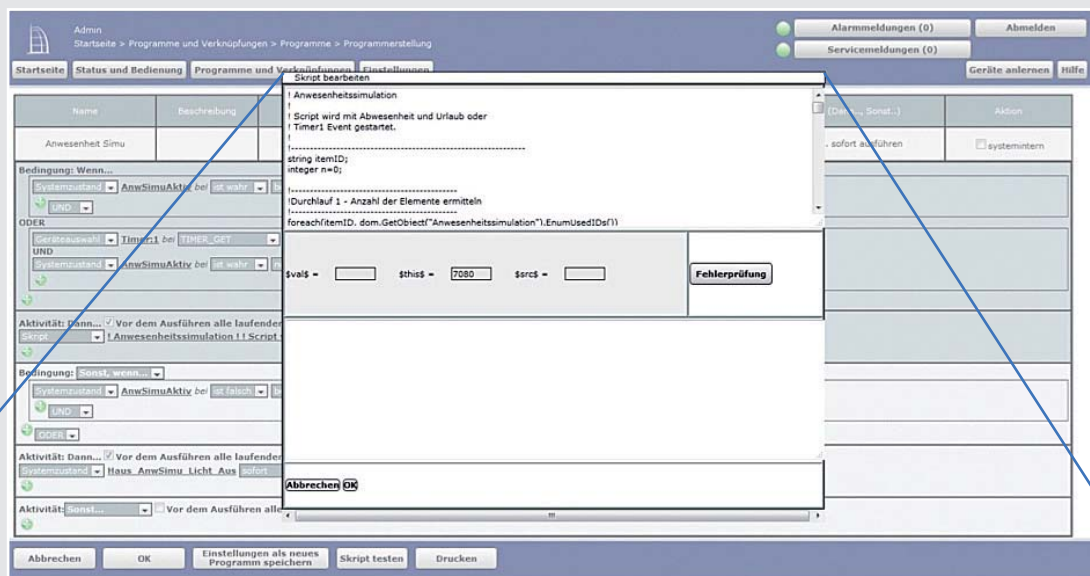 Admin
Startseite > Programme und Verknüpfungen > Programme > Programmerstellung
Alarmmeldungen (0)
Abmelden
Servicemeldungen (0)
Startseite
Status und Bedienung
Programme und Verknüpfungen
Einstellungen
Geräte anlernen
Hilfe
Name
Beschreibung
(Dann..., Sonst..)
Aktion
Anwesenheit Simu
sofort ausführen
systemintern
Bedingung: Wenn...
Systemzustand AnwSimuAktiv bei ist wahr
UND
ODER
Geräteauswahl Timer:1 bei TIMER_GET
UND
Systemzustand AnwSimuAktiv bei ist wahr
Aktivität: Dann... Vor dem Ausführen alle laufenden
Skript ! Anwesenheitssimulation ! ! Script
Bedingung: Sonst, wenn...
Systemzustand AnwSimuAktiv bei ist falsch
UND
ODER
Aktivität: Dann... Vor dem Ausführen alle laufenden
Systemzustand Haus_AnwSimu_Licht_Aus sofort
Aktivität: Sonst... Vor dem Ausführen alle
Skript bearbeiten
! Anwesenheitssimulation
!
! Script wird mit Abwesenheit und Urlaub oder
! Timer1 Event gestartet.
!
!----------------------------------------------------------------
string itemID;
integer n=0;
!---------------------------------------------
!Durchlauf 1 - Anzahl der Elemente ermitteln
!---------------------------------------------
foreach(itemID, dom.GetObject("Anwesenheitssimulation").EnumUsedIDs())
$val$ =
$this$ = 7080
$src$ =
Fehlerprüfung
Abbrechen
OK
Abbrechen
OK
Einstellungen als neues
Programm speichern
Skript testen
Drucken